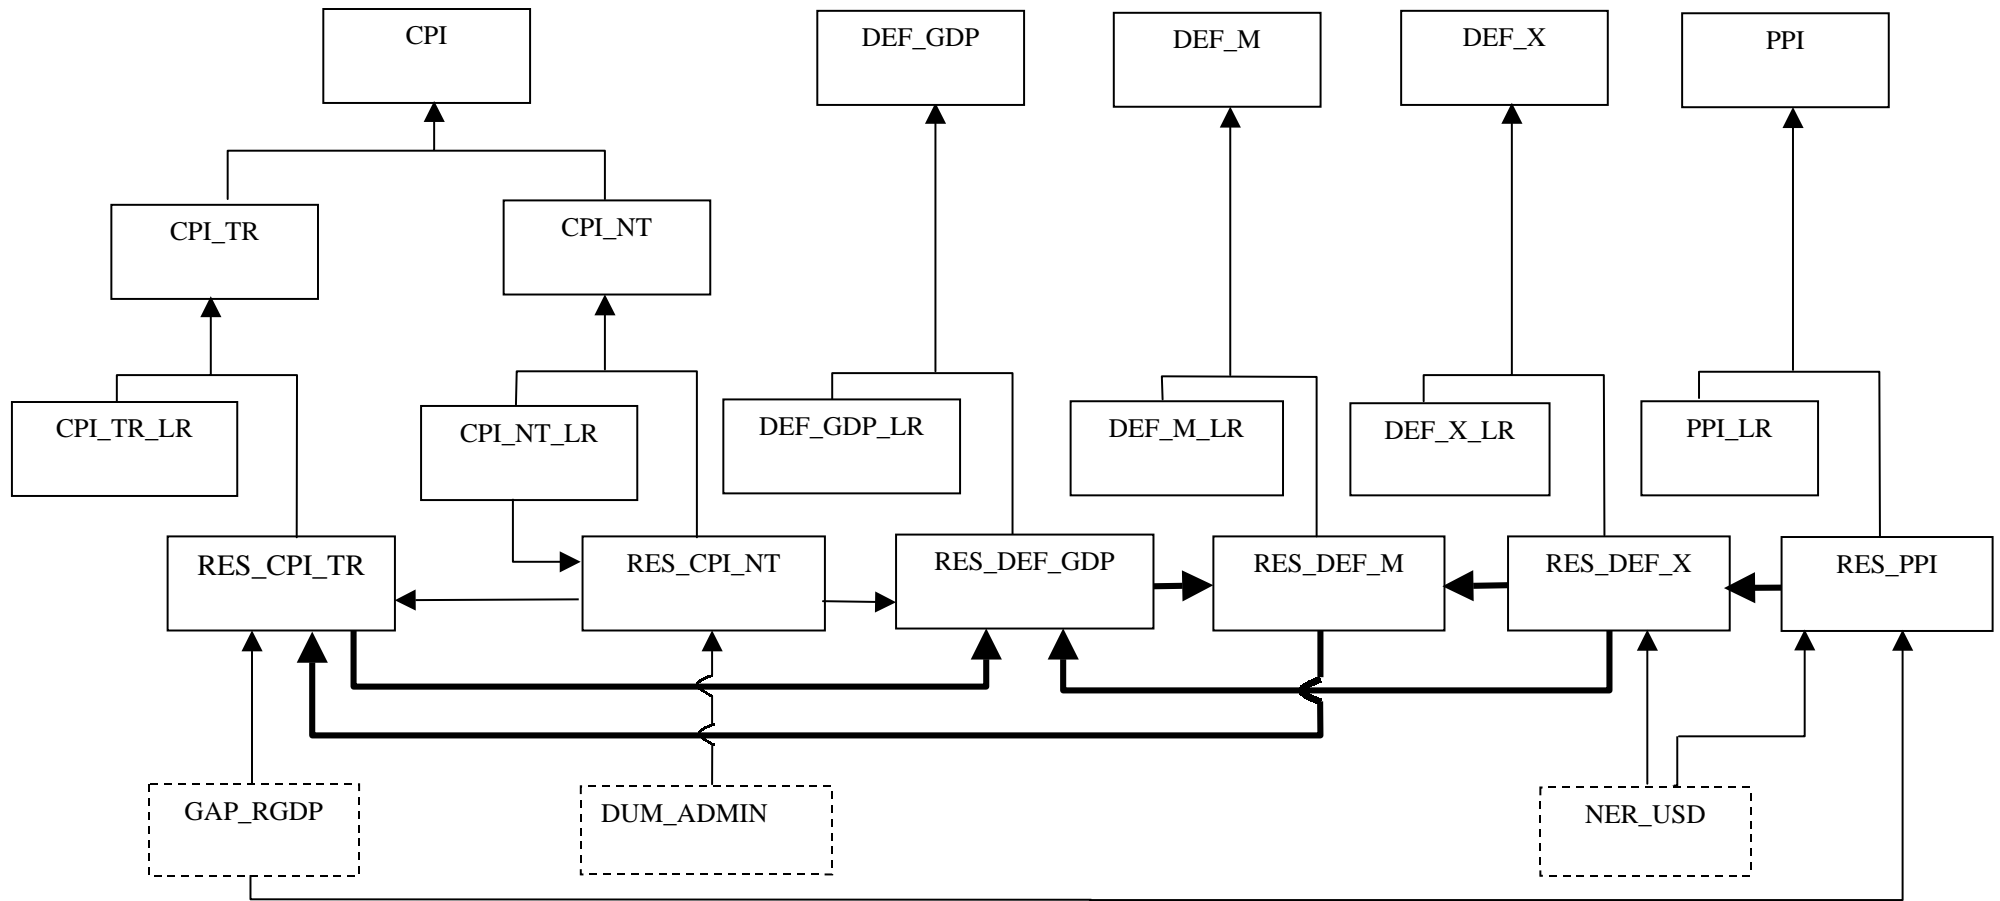 CPI
DEF_GDP
DEF_M
DEF_X
PPI
CPI_TR
CPI_NT
CPI_TR_LR
CPI_NT_LR
DEF_GDP_LR
DEF_M_LR
DEF_X_LR
PPI_LR
RES_CPI_TR
RES_CPI_NT
RES_DEF_GDP
RES_DEF_M
RES_DEF_X
RES_PPI
GAP_RGDP
DUM_ADMIN
NER_USD